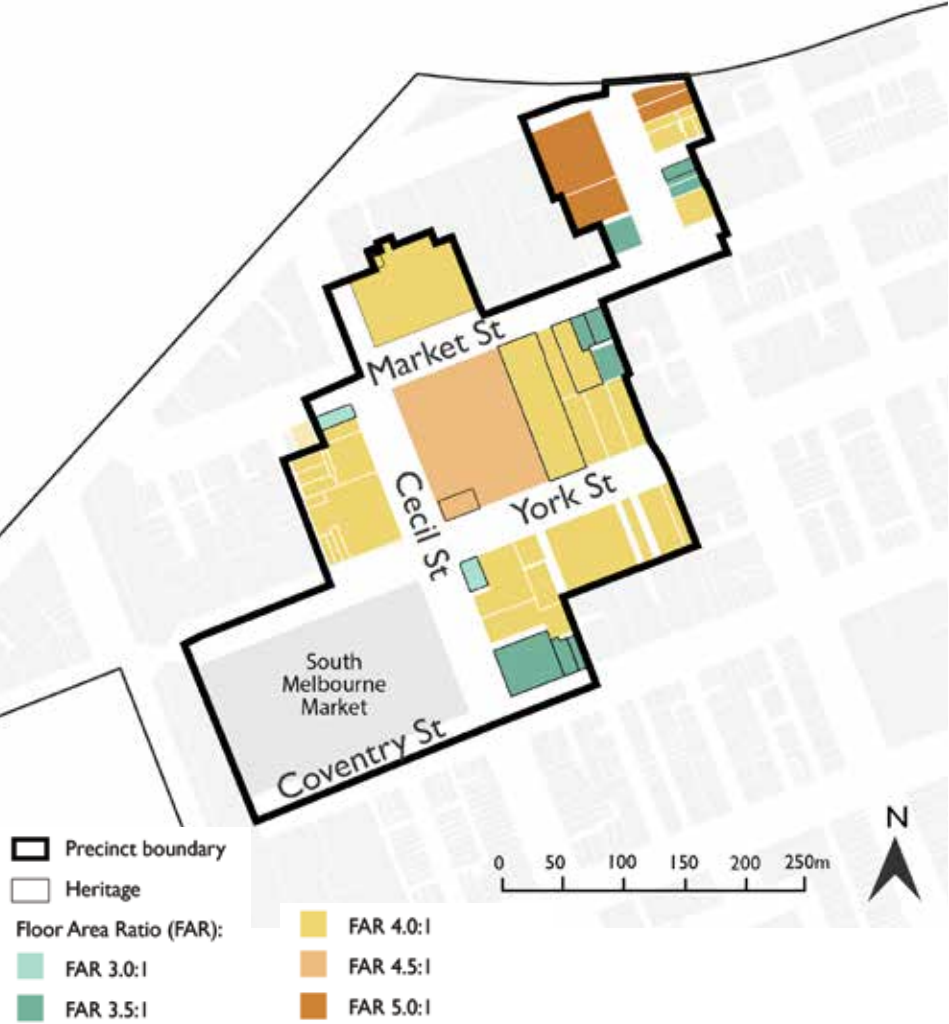 Market St
Cecil St
York St
South
Melbourne
Market
Coventry St
N
0 50 100 150 200 250m
Precinct boundary
Heritage
Floor Area Ratio (FAR):
FAR 3.0:1
FAR 3.5:1
FAR 4.0:1
FAR 4.5:1
FAR 5.0:1